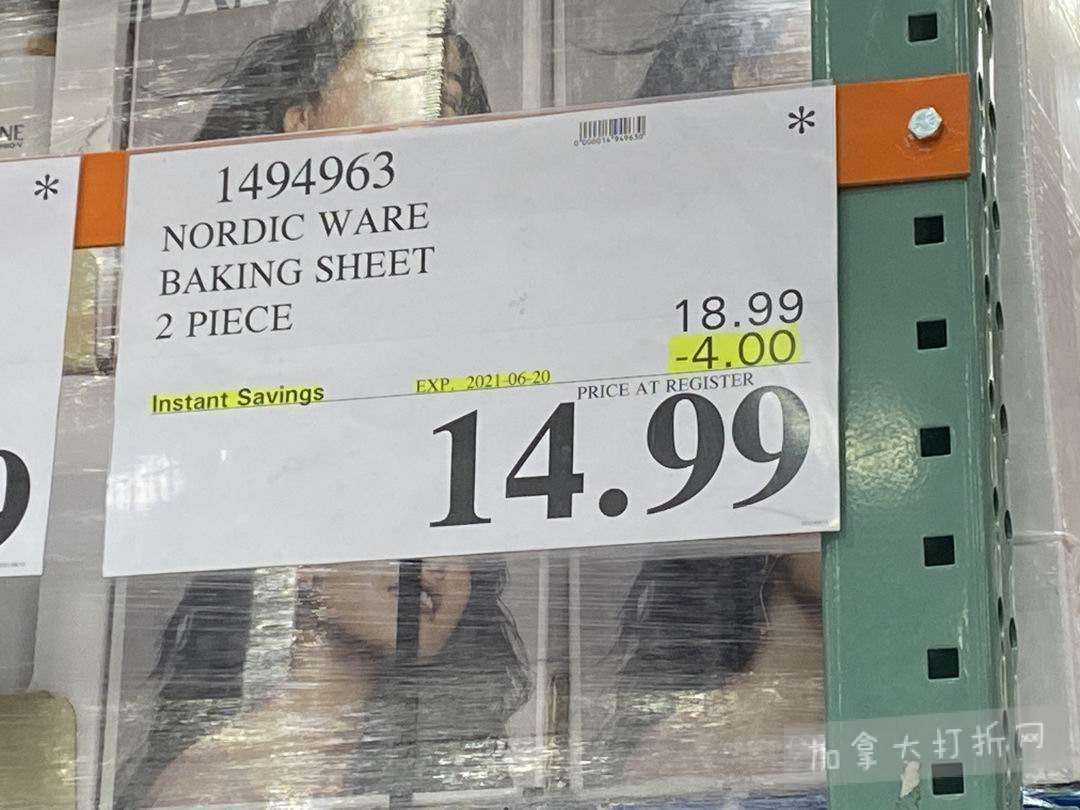 *
*
1494963
NORDIC WARE
BAKING SHEET
2 PIECE
18.99
-4.00
Instant Savings
EXP. 2021-06-20
PRICE AT REGISTER
14.99
加拿大打折网